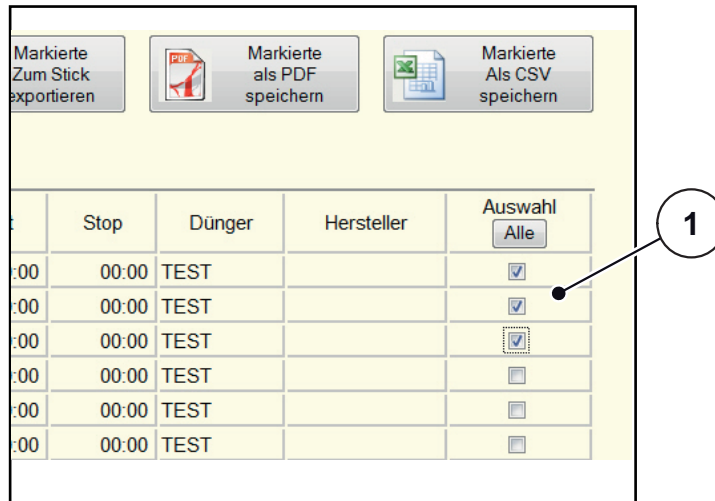 Markierte
Zum Stick
exportieren
PDF
Markierte
als PDF
speichern
Markierte
Als CSV
speichern
Stop Dünger Hersteller Auswahl
Alle
1
:00 00:00 TEST
:00 00:00 TEST
:00 00:00 TEST
:00 00:00 TEST
:00 00:00 TEST
:00 00:00 TEST